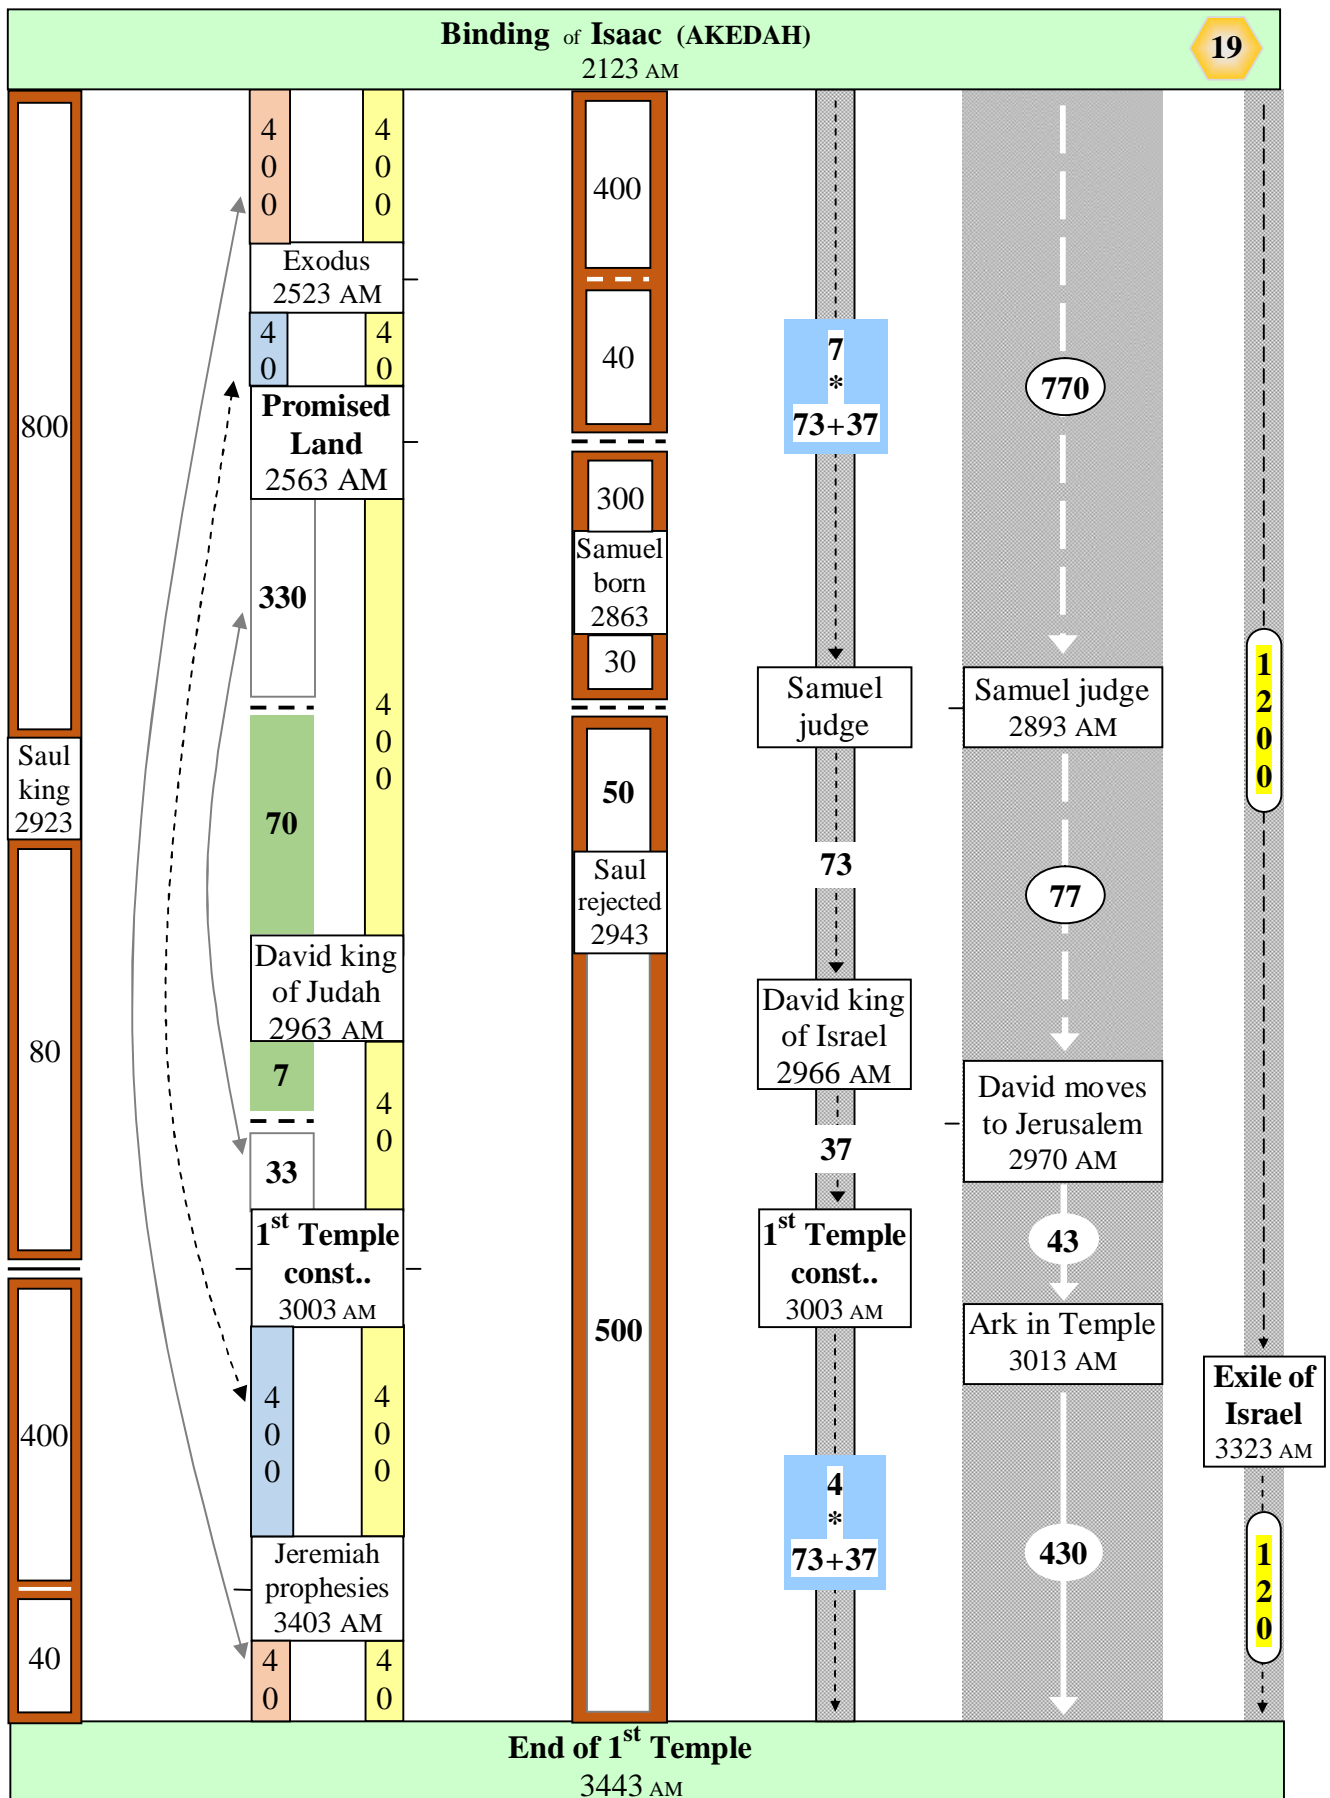 Binding of Isaac (AKEDAH)
2123 AM
19
800
Saul
king
2923
80
400
40
4
0
0
4
0
0
Exodus
2523 AM
4
0
4
0
Promised
Land
2563 AM
330
4
0
0
70
David king
of Judah
2963 AM
7
4
0
33
1st Temple
const..
3003 AM
4
0
0
4
0
0
Jeremiah
prophesies
3403 AM
4
0
4
0
400
40
300
Samuel
born
2863
30
50
Saul
rejected
2943
500
7
*
73+37
Samuel
judge
73
David king
of Israel
2966 AM
37
1st Temple
const..
3003 AM
4
*
73+37
770
Samuel judge
2893 AM
77
David moves
to Jerusalem
2970 AM
43
Ark in Temple
3013 AM
430
1
2
0
0
Exile of
Israel
3323 AM
1
2
0
End of 1st Temple
3443 AM